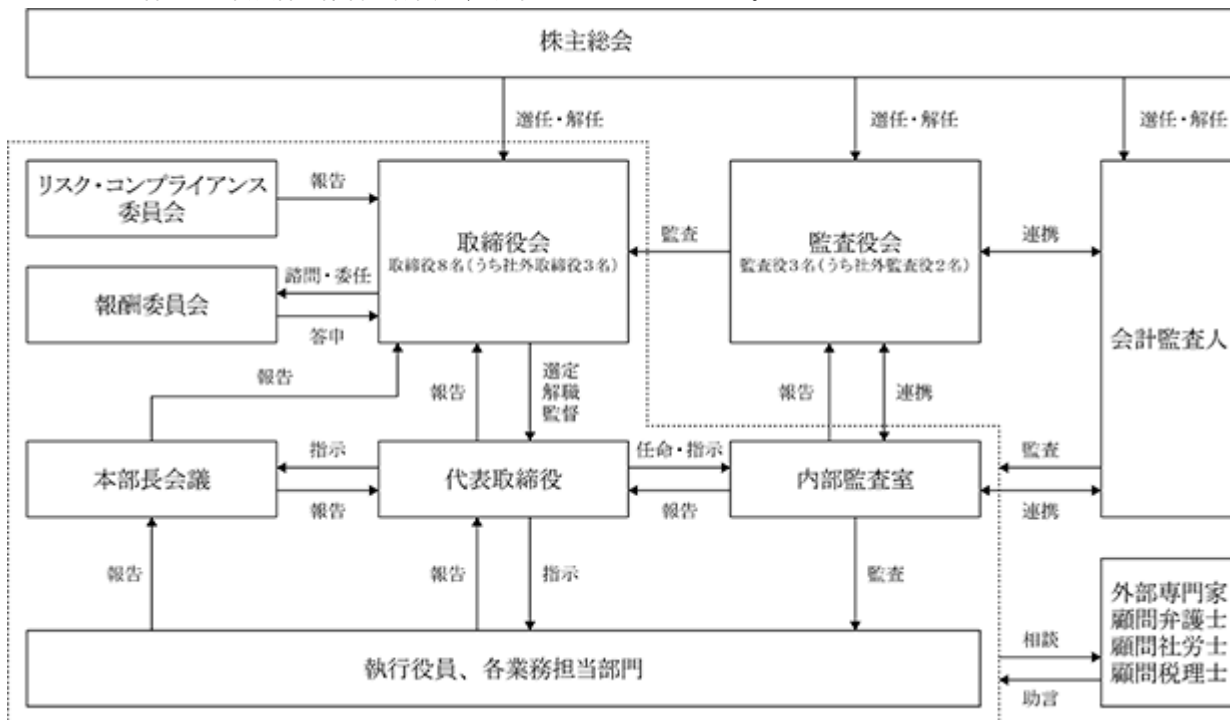 株主総会
選任・解任
選任・解任
選任・解任
リスク・コンプライアンス
委員会
報告
取締役会
取締役8名(うち社外取締役3名)
監査
監査役会
監査役3名(うち社外監査役2名)
連携
会計監査人
諮問・委任
報酬委員会
答申
報告
報告
選定
解職
監督
報告
連携
本部長会議
指示
報告
代表取締役
任命・指示
報告
内部監査室
監査
連携
報告
報告
指示
監査
執行役員、各業務担当部門
相談
助言
外部専門家
顧問弁護士
顧問社労士
顧問税理士